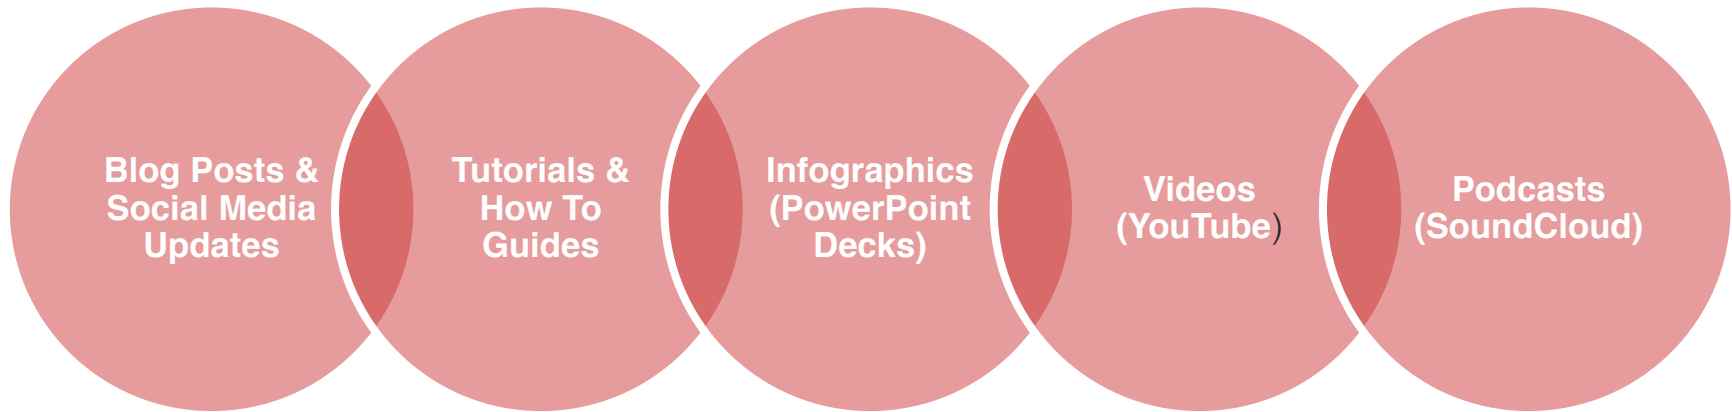 Blog Posts &
Social Media
Updates
Tutorials &
How To
Guides
Infographics
(PowerPoint
Decks)
Videos
(YouTube)
Podcasts
(SoundCloud)